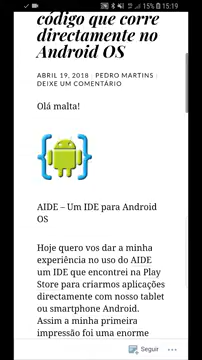 15% 15:19
código que corre
directamente no
Android OS
ABRIL 19, 2018 PEDRO MARTINS
DEIXE UM COMENTÁRIO
Olá malta!
AIDE – Um IDE para Android
OS
Hoje quero vos dar a minha
experiência no uso do AIDE
um IDE que encontrei na Play
Store para criarmos aplicações
directamente com nosso tablet
ou smartphone Android.
Assim a minha primeira
impressão foi uma enorme
Seguir